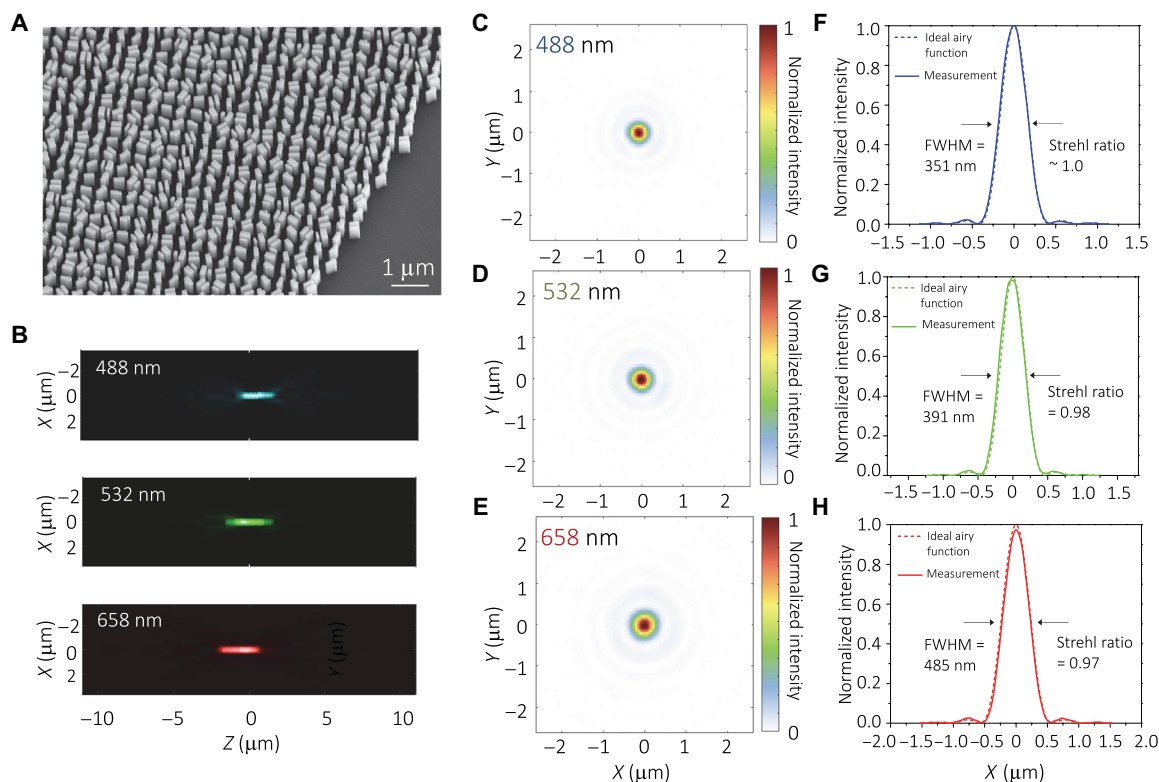 A
1 μm
B
488 nm
X (μm)
−2
0
2
532 nm
X (μm)
−2
0
2
658 nm
X (μm)
−2
0
2
Y (μm)
−10
−5
0
5
10
Z (μm)
C
488 nm
Y (μm)
2
1
0
−1
−2
−2
−1
0
1
2
1
0
Normalized intensity
D
532 nm
Y (μm)
2
1
0
−1
−2
−2
−1
0
1
2
1
0
Normalized intensity
E
658 nm
Y (μm)
2
1
0
−1
−2
−2
−1
0
1
2
X (μm)
1
0
Normalized intensity
F
Normalized intensity
1.0
0.8
0.6
0.4
0.2
0.0
Ideal airy
function
Measurement
FWHM =
351 nm
Strehl ratio
~ 1.0
−1.5
−1.0
−0.5
0
0.5
1.0
1.5
G
Normalized intensity
1.0
0.8
0.6
0.4
0.2
0.0
Ideal airy
function
Measurement
FWHM =
391 nm
Strehl ratio
= 0.98
−1.5
−1.0
−0.5
0
0.5
1.0
1.5
H
Normalized intensity
1.0
0.8
0.6
0.4
0.2
0.0
Ideal airy
function
Measurement
FWHM =
485 nm
Strehl ratio
= 0.97
−2.0
−1.5
−1.0
−0.5
0
0.5
1.0
1.5
2.0
X (μm)